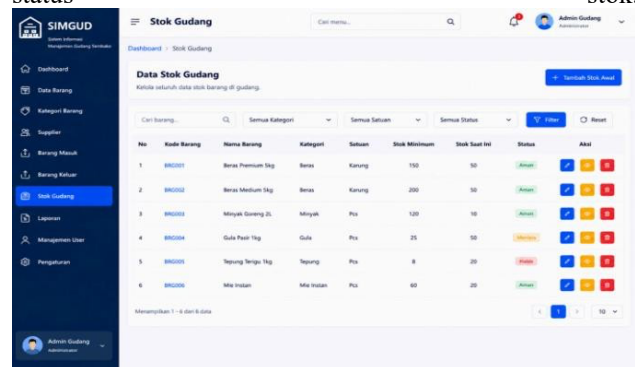 status stok.
SIMGUD
Sistem Informasi
Manajemen Gudang Sembako
Stok Gudang
Cari menu...
Admin Gudang
Administrator
Dashboard > Stok Gudang
Dashboard
Data Barang
Kategori Barang
Supplier
Barang Masuk
Barang Keluar
Stok Gudang
Laporan
Manajemen User
Pengaturan
Admin Gudang
Administrator
Data Stok Gudang
Kelola seluruh data stok barang di gudang.
+ Tambah Stok Awal
Cari barang... Semua Kategori Semua Satuan Semua Status Filter Reset
No Kode Barang Nama Barang Kategori Satuan Stok Minimum Stok Saat Ini Status Aksi
1 BRG001 Beras Premium 5kg Beras Karung 150 50 Aman
2 BRG002 Beras Medium 5kg Beras Karung 200 50 Aman
3 BRG003 Minyak Goreng 2L Minyak Pcs 120 10 Aman
4 BRG004 Gula Pasir 1kg Gula Pcs 25 50
5 BRG005 Tepung Terigu 1kg Tepung Pcs 8 20
6 BRG006 Mie Instan Mie Instan Pcs 60 20 Aman
Menampilkan 1 - 6 dari 6 data
< 1 > 10